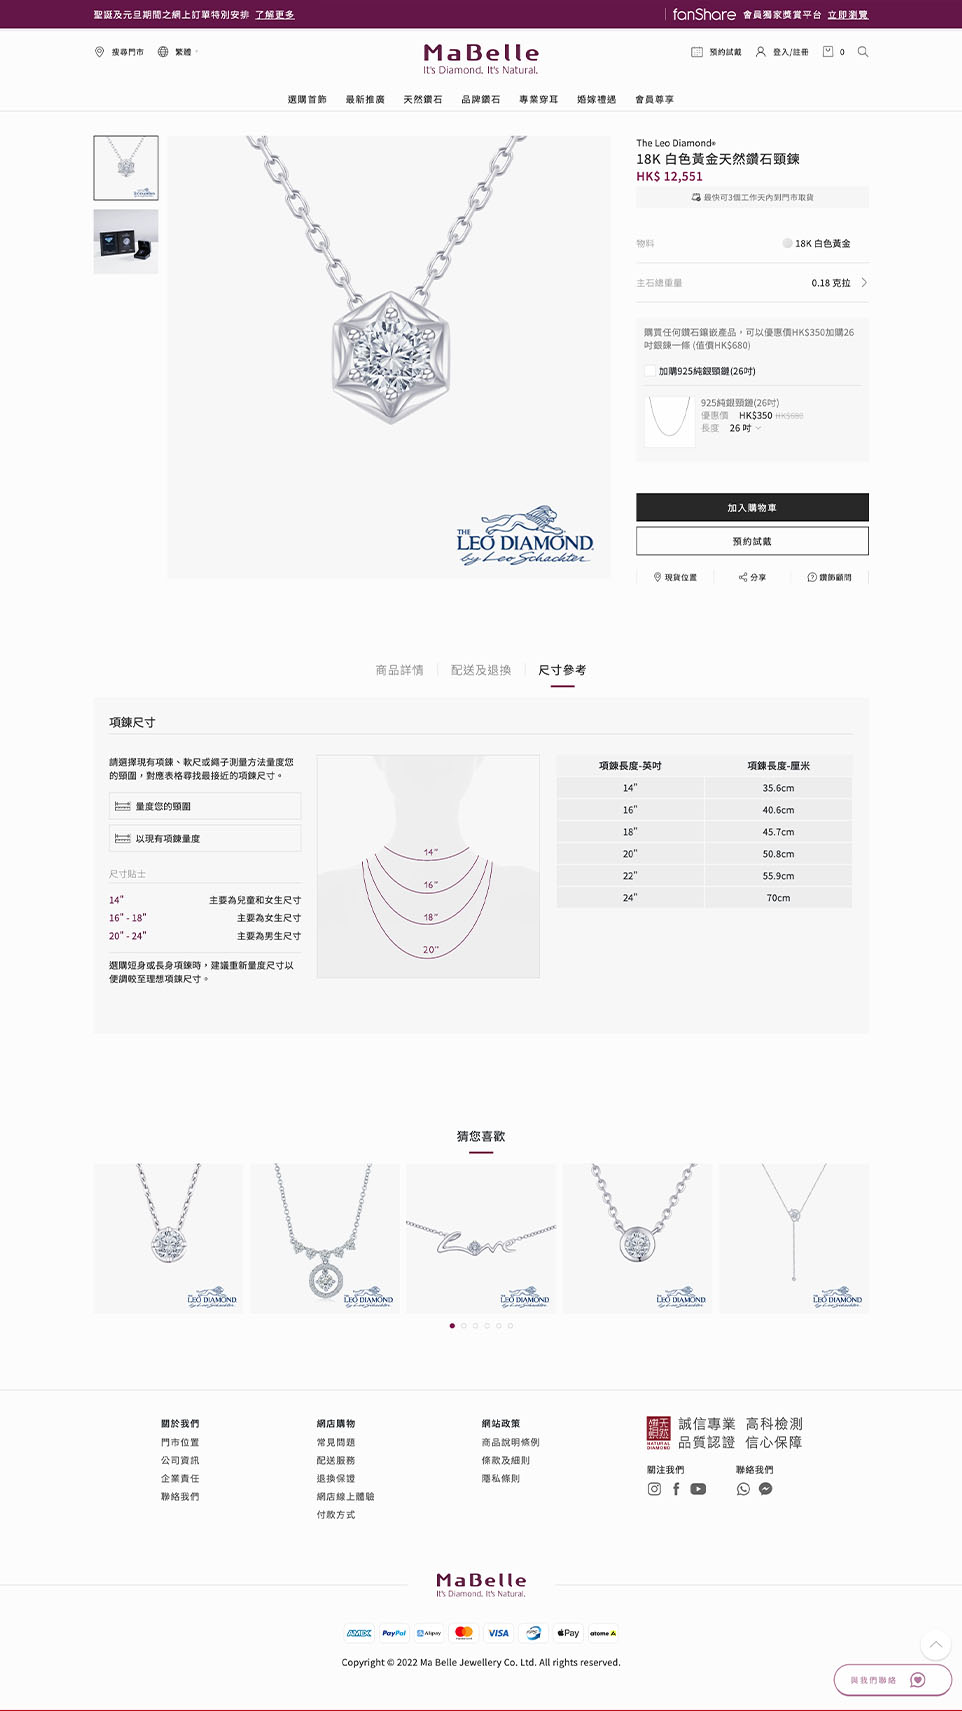 聖誕及元旦期間之網上訂單特別安排 了解更多
fanShare 會員獨家獎賞平台 立即瀏覽
搜尋門市 繁體
MaBelle
It's Diamond. It's Natural.
預約試戴 登入/註冊 0
選購首飾 最新推廣 天然鑽石 品牌鑽石 專業穿耳 婚嫁禮遇 會員尊享
The Leo Diamond®
18K 白色黃金天然鑽石頸鍊
HK$ 12,551
最快可3個工作天內到門市取貨
物料 18K 白色黃金
主石總重量 0.18 克拉
購買任何鑽石鑲嵌產品，可以優惠價HK$350加購26
吋銀鍊一條 (值價HK$680)
加購925純銀頸鏈(26吋)
925純銀頸鏈(26吋)
優惠價 HK$350 HK$680
長度 26 吋
THE
LEO DIAMOND
by Leo Schachter
加入購物車
預約試戴
現貨位置 分享 鑽飾顧問
商品詳情 配送及退換 尺寸參考
項鍊尺寸
請選擇現有項鍊、軟尺或繩子測量方法量度您
的頸圍，對應表格尋找最接近的項鍊尺寸。
量度您的頸圍
以現有項鍊量度
尺寸貼士
14" 主要為兒童和女生尺寸
16" - 18" 主要為女生尺寸
20" - 24" 主要為男生尺寸
選購短身或長身項鍊時，建議重新量度尺寸以
便調較至理想項鍊尺寸。
14"
16"
18"
20"
項鍊長度-英吋 項鍊長度-厘米
14" 35.6cm
16" 40.6cm
18" 45.7cm
20" 50.8cm
22" 55.9cm
24" 70cm
猜您喜歡
LEO DIAMOND
LEO DIAMOND
LEO DIAMOND
LEO DIAMOND
LEO DIAMOND
關於我們
門市位置
公司資訊
企業責任
聯絡我們
網店購物
常見問題
配送服務
退換保證
網店線上體驗
付款方式
網站政策
商品說明條例
條款及細則
隱私條則
天然鑽石
NATURAL
DIAMOND
誠信專業 高科檢測
品質認證 信心保障
關注我們 聯絡我們
MaBelle
It's Diamond. It's Natural.
AMEX PayPal Alipay VISA Pay atome
Copyright © 2022 Ma Belle Jewellery Co. Ltd. All rights reserved.
與我們聯絡